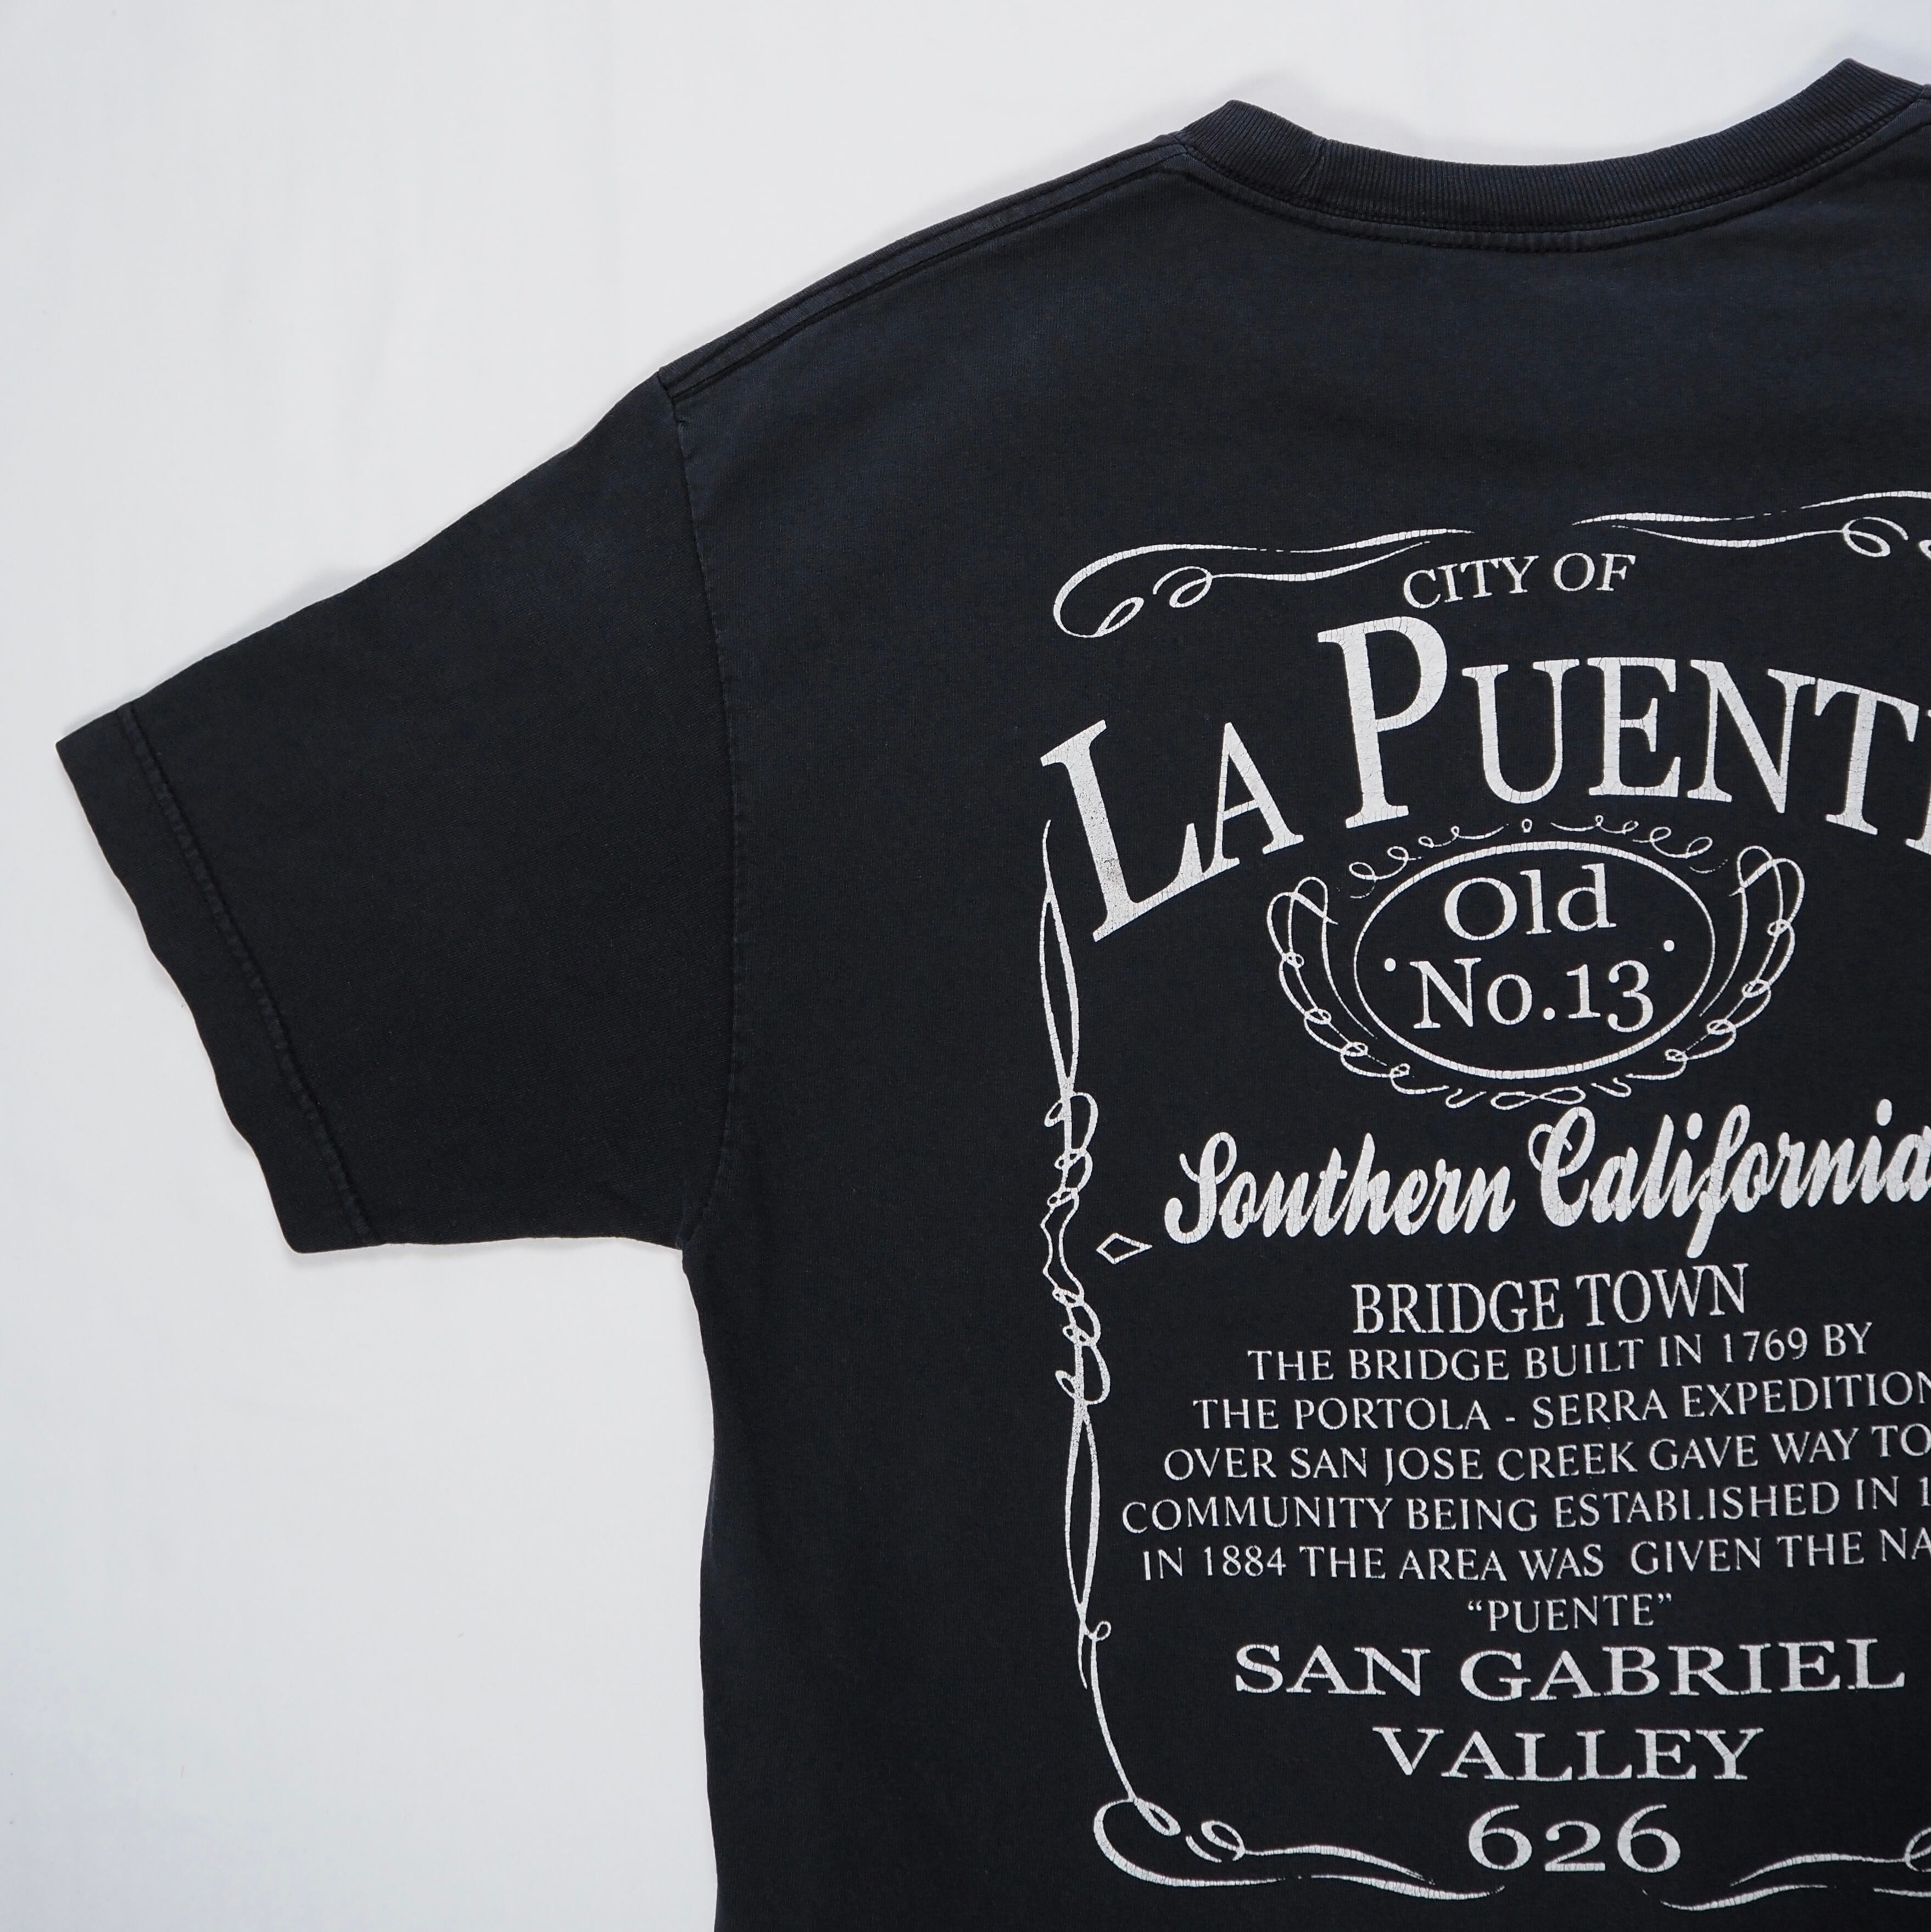 CITY OF
LA PUENT
Old
No.13
Southern California
BRIDGE TOWN
THE BRIDGE BUILT IN 1769 BY
THE PORTOLA - SERRA EXPEDITION
OVER SAN JOSE CREEK GAVE WAY TO
COMMUNITY BEING ESTABLISHED IN
IN 1884 THE AREA WAS GIVEN THE
“PUENTE”
SAN GABRIEL
VALLEY
626